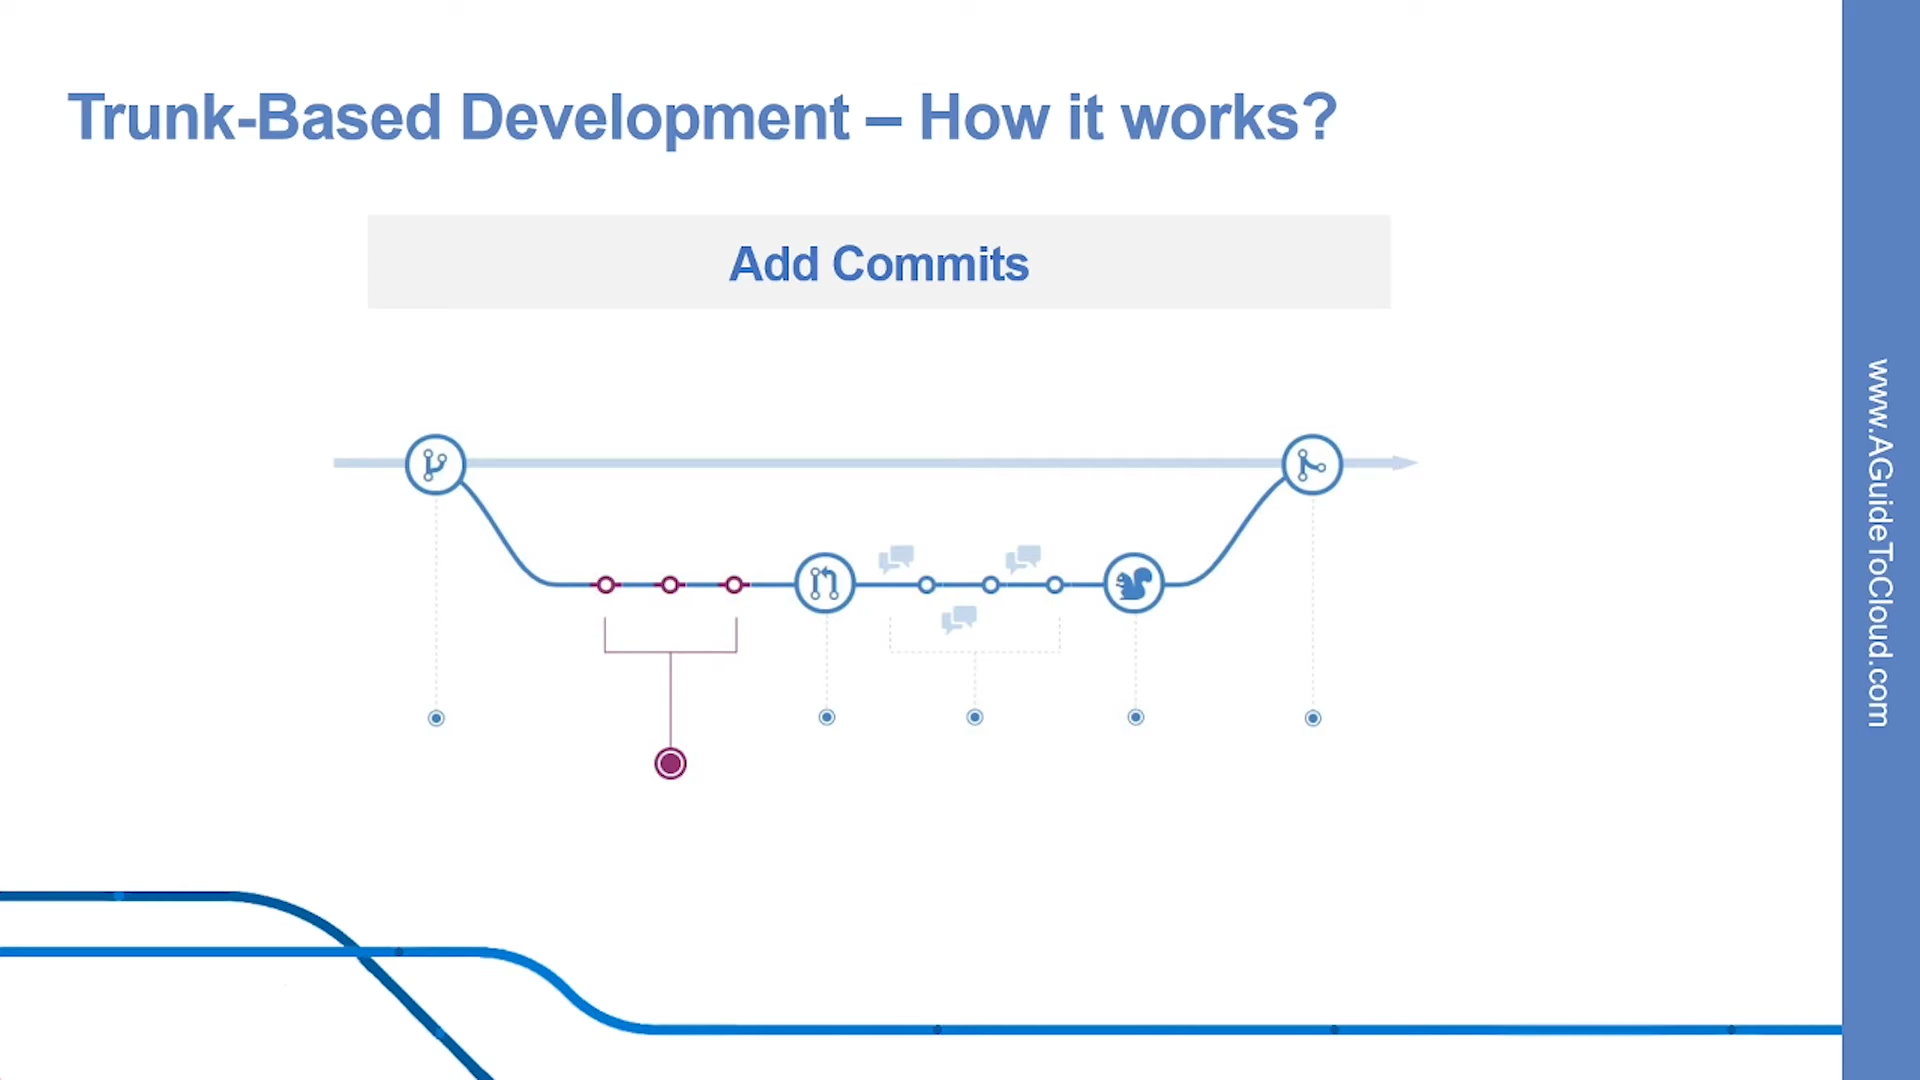 Trunk-Based Development – How it works?
Add Commits
www.AGuideToCloud.com